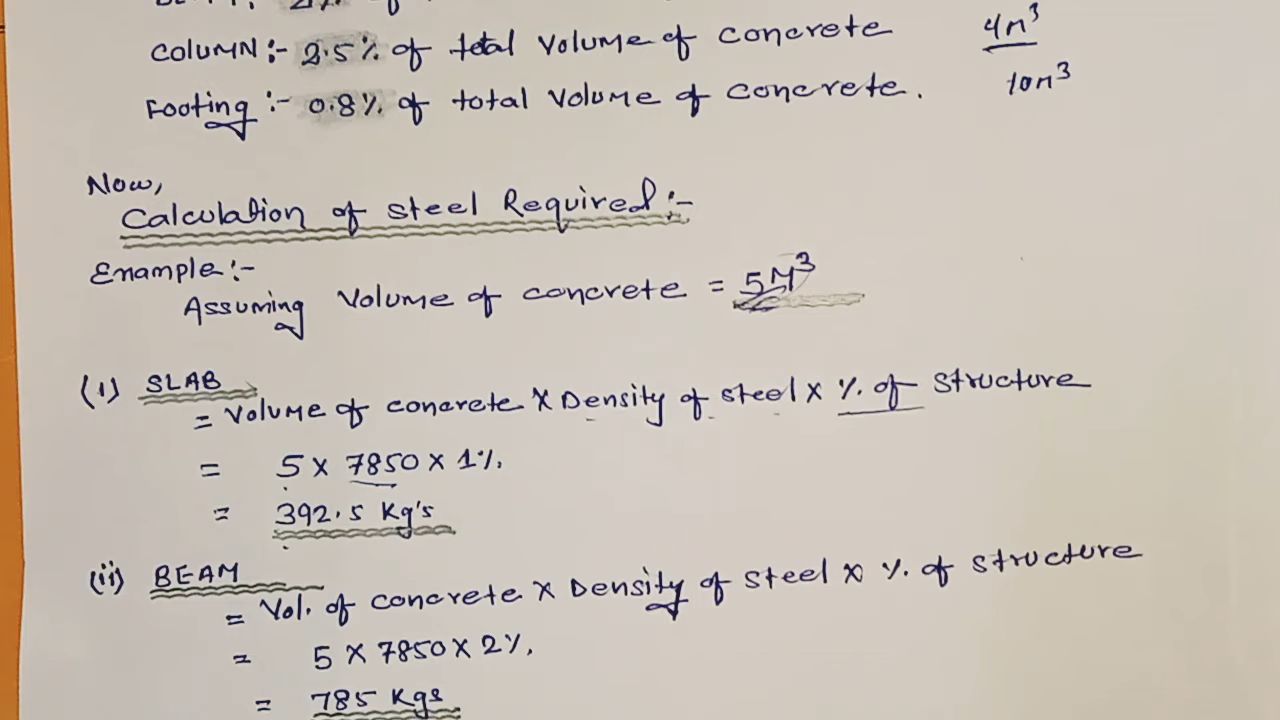 COLUMN :- 2.5% of total Volume of concrete
4m³
Footing :- 0.8% of total Volume of concrete.
10m³
Now,
Calculation of steel Required :-
Example :-
Assuming Volume of concrete = 5M³
(i) SLAB
= Volume of concrete X Density of steel X % of structure
= 5 X 7850 X 1%.
= 392.5 Kg's
(ii) BEAM
= Vol. of concrete X Density of steel X % of structure
= 5 X 7850 X 2%.
= 785 Kgs